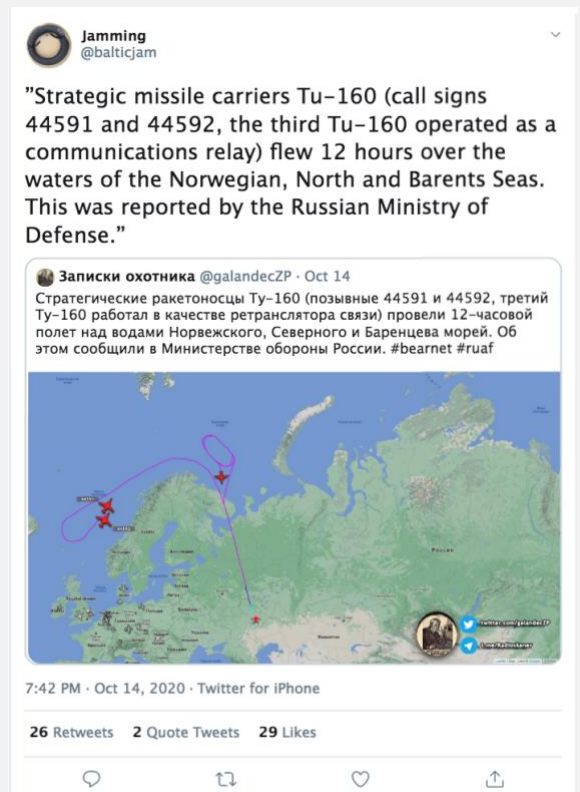 Jamming
@balticjam
”Strategic missile carriers Tu-160 (call signs
44591 and 44592, the third Tu-160 operated as a
communications relay) flew 12 hours over the
waters of the Norwegian, North and Barents Seas.
This was reported by the Russian Ministry of
Defense.”
Записки охотника @galandecZP · Oct 14
Стратегические ракетоносцы Ту-160 (позывные 44591 и 44592, третий
Ту-160 работал в качестве ретранслятора связи) провели 12-часовой
полет над водами Норвежского, Северного и Баренцева морей. Об
этом сообщили в Министерстве обороны России. #bearnet #ruaf
Россия
twitter.com/galandecZP
7:42 PM · Oct 14, 2020 · Twitter for iPhone
26 Retweets 2 Quote Tweets 29 Likes